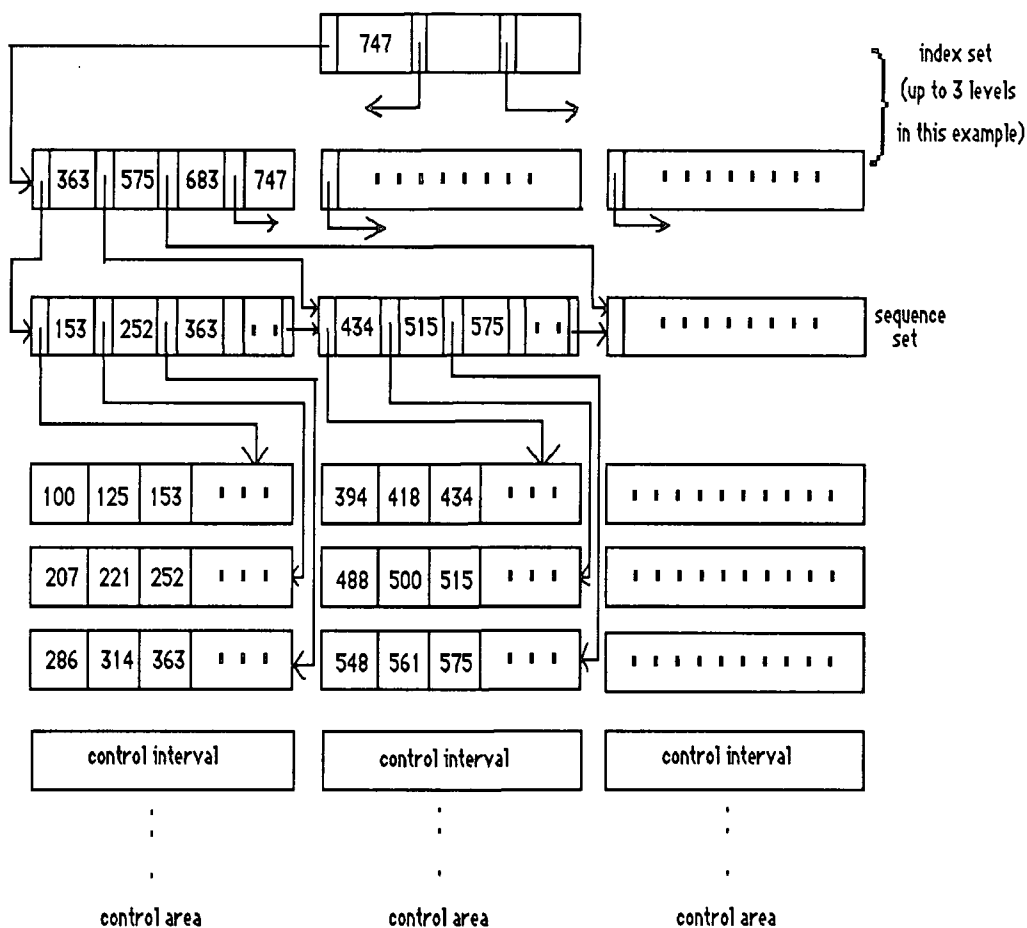 747
index set
(up to 3 levels
in this example)
363 575 683 747
153 252 363
434 515 575
sequence
set
100 125 153
394 418 434
207 221 252
488 500 515
286 314 363
548 561 575
control interval
control interval
control interval
control area
control area
control area